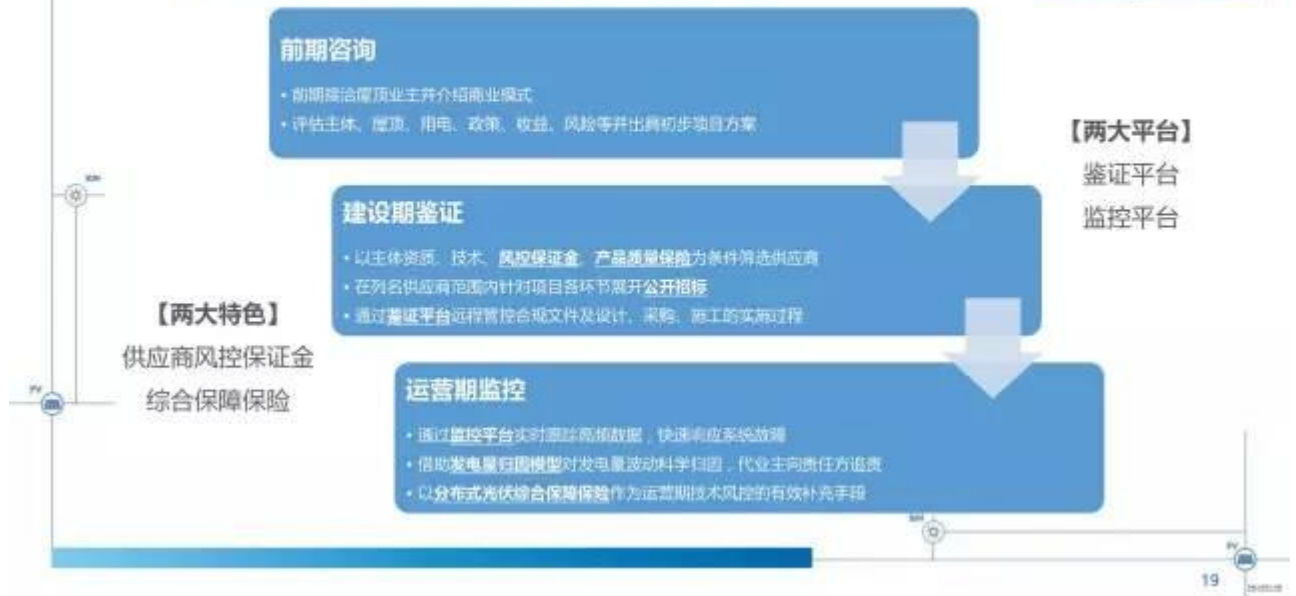 前期咨询
• 前期接洽屋顶业主并介绍商业模式
• 评估主体、屋顶、用电、政策、收益、风险等并出具初步项目方案
【两大平台】
鉴证平台
监控平台
建设期鉴证
• 以主体资质、技术、风控保证金、产品质量保险为条件筛选供应商
• 在列名供应商范围内针对项目各环节展开公开招标
• 通过鉴证平台远程管控合规文件及设计、采购、施工的实施过程
【两大特色】
供应商风控保证金
综合保障保险
运营期监控
• 通过监控平台实时跟踪高频数据，快速响应系统故障
• 借助发电量归因模型对发电量波动科学归因，代业主向责任方追责
• 以分布式光伏综合保障保险作为运营期技术风控的有效补充手段
PV
PV
19